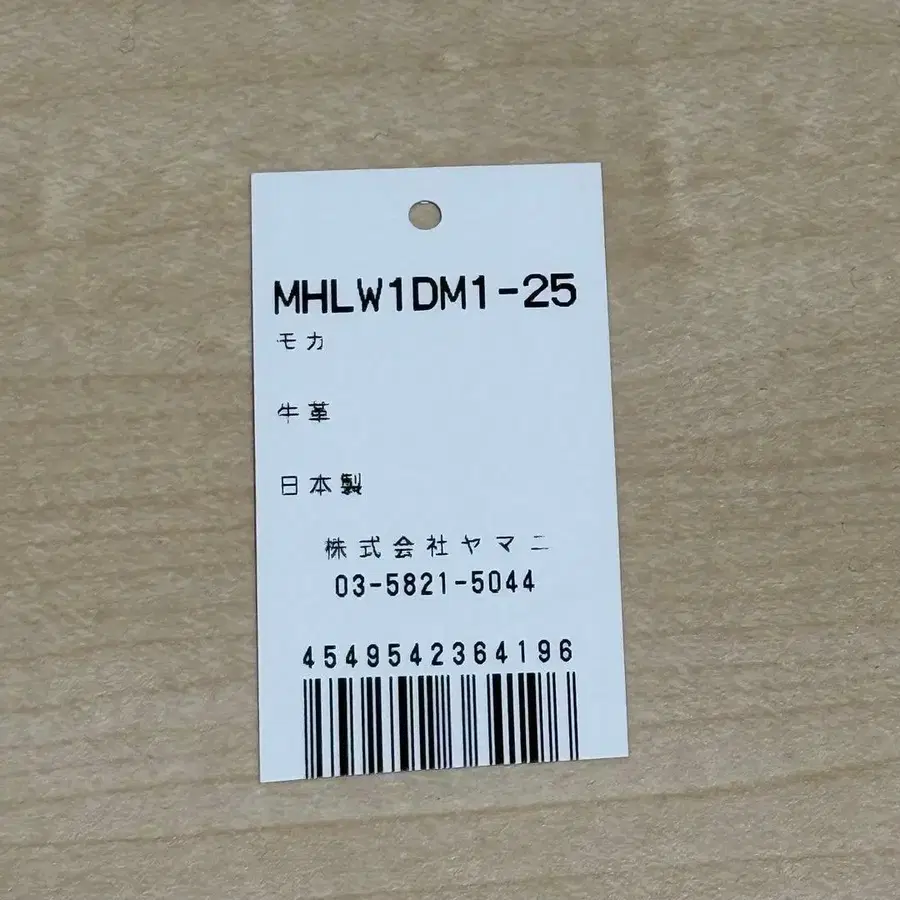 MHLW1DM1-25
モカ
牛革
日本製
株式会社ヤマニ
03-5821-5044
4549542364196